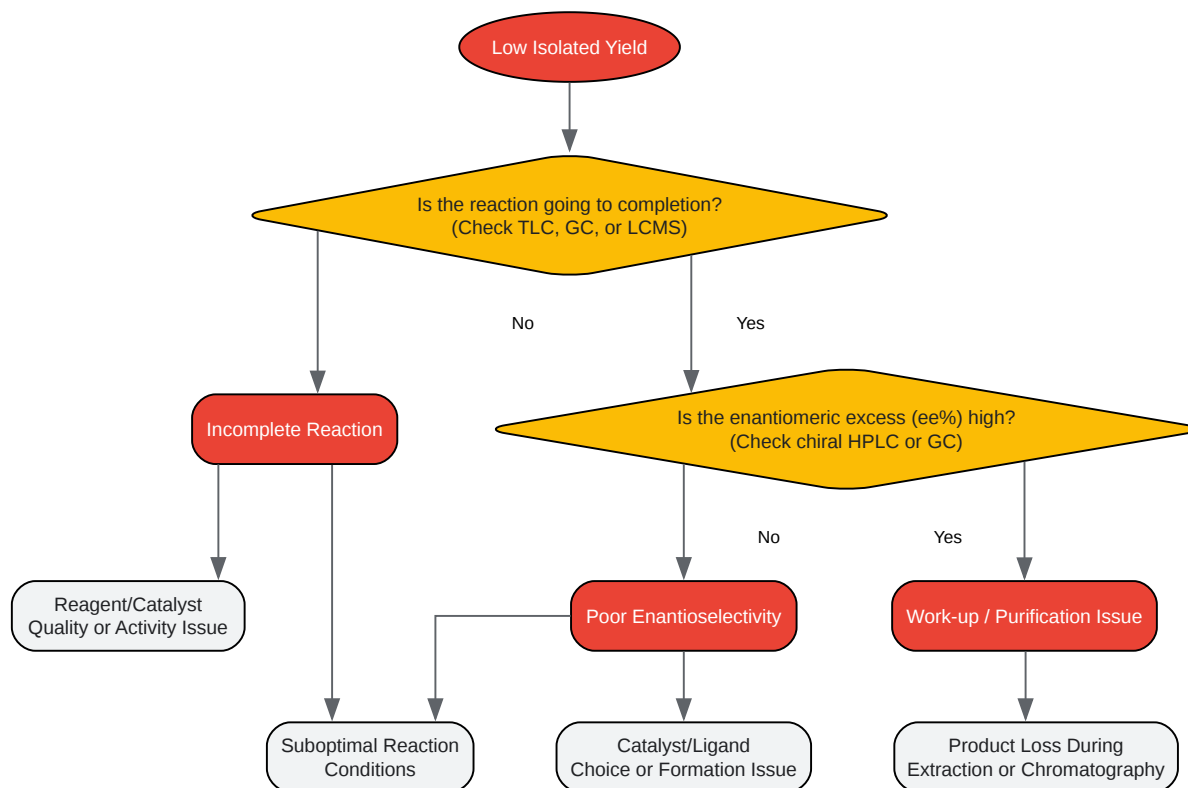 Low Isolated Yield
Is the reaction going to completion?
(Check TLC, GC, or LCMS)
No
Yes
Incomplete Reaction
Is the enantiomeric excess (ee%) high?
(Check chiral HPLC or GC)
No
Yes
Reagent/Catalyst
Quality or Activity Issue
Poor Enantioselectivity
Work-up / Purification Issue
Suboptimal Reaction
Conditions
Catalyst/Ligand
Choice or Formation Issue
Product Loss During
Extraction or Chromatography